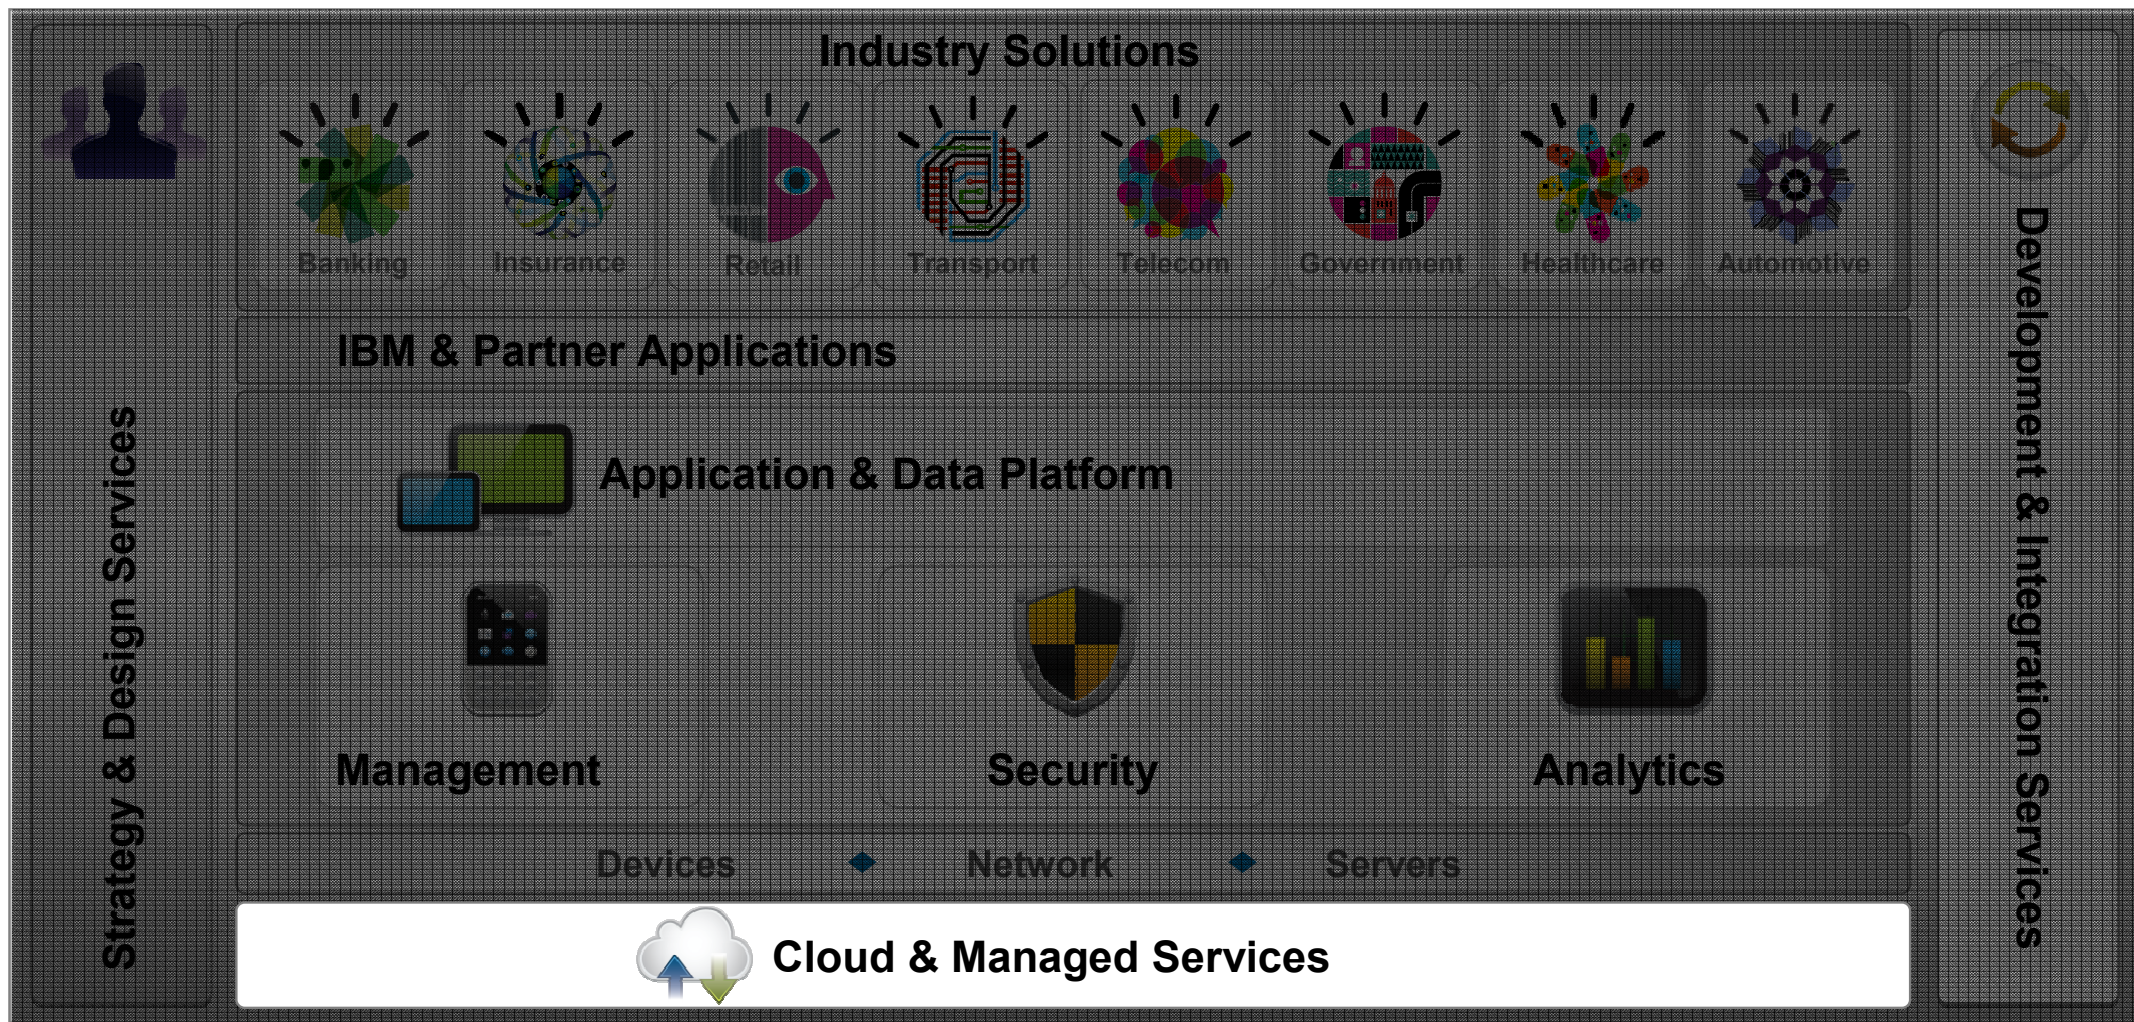 Industry Solutions
Banking
Insurance
Retail
Transport
Telecom
Government
Healthcare
Automotive
IBM & Partner Applications
Application & Data Platform
Management
Security
Analytics
Devices
Network
Servers
Cloud & Managed Services
Strategy & Design Services
Development & Integration Services